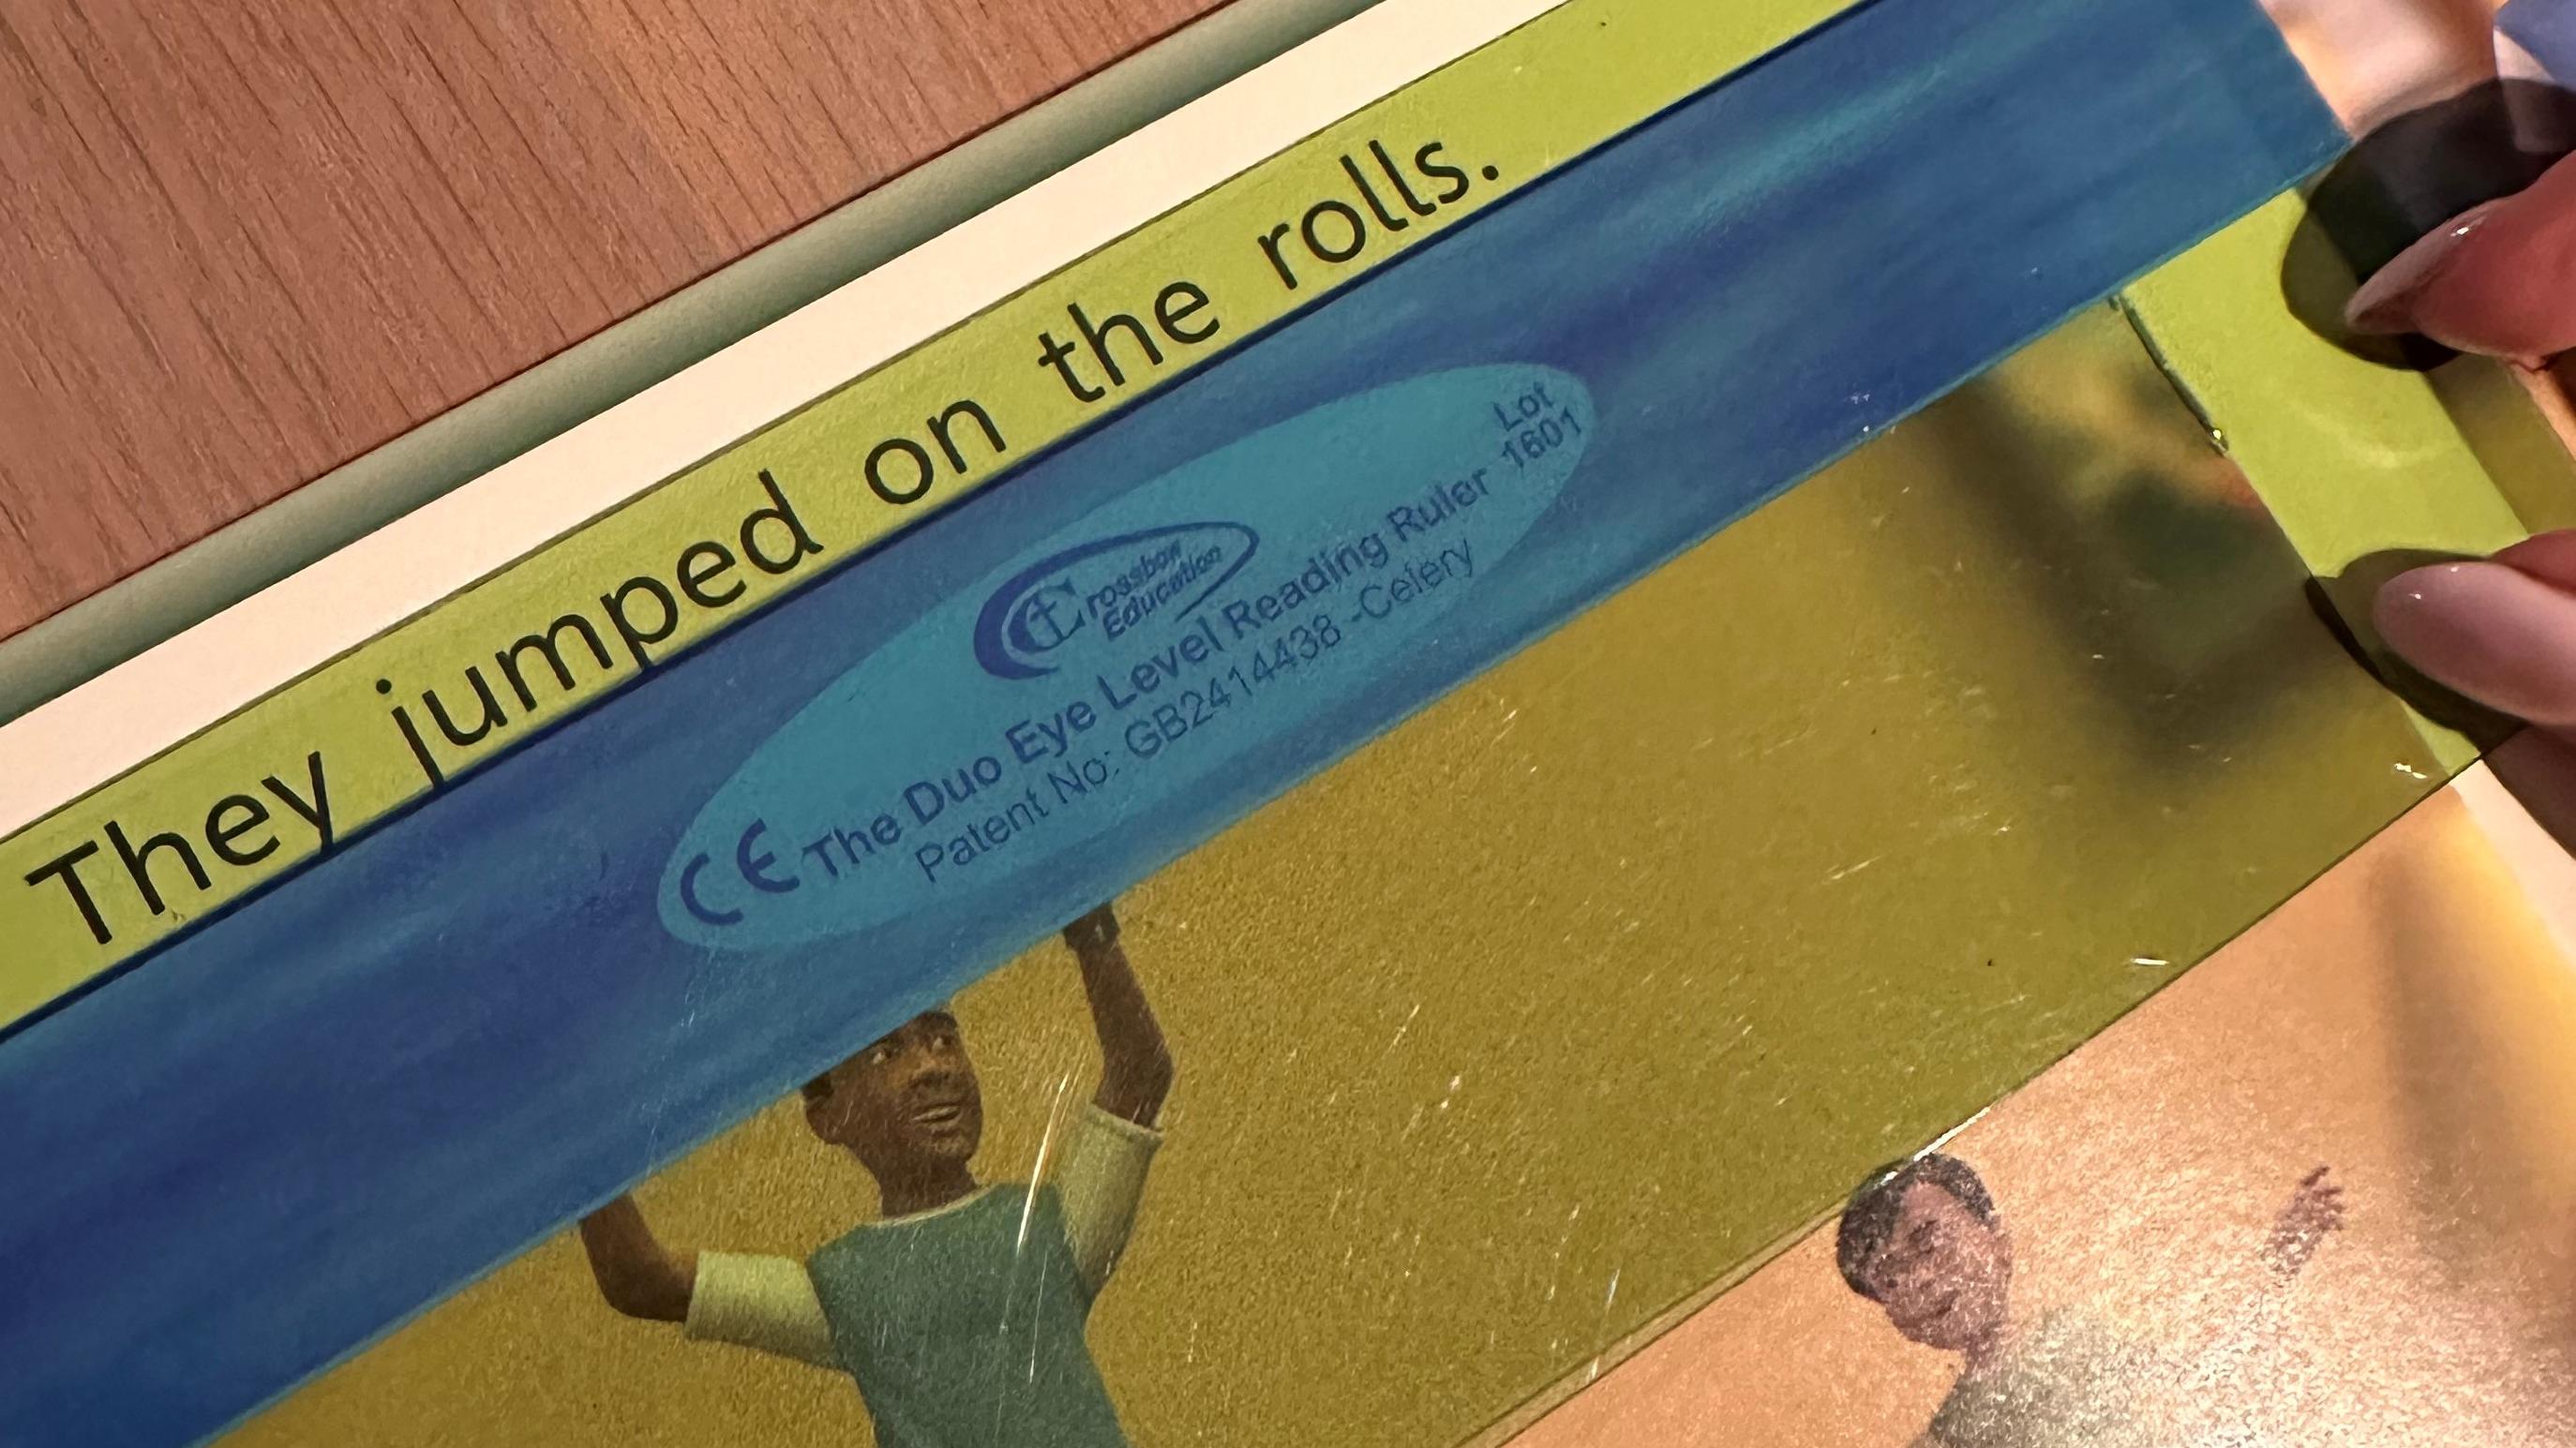 They jumped on the rolls.
Crossbow
Education
Lot
1601
CE The Duo Eye Level Reading Ruler
Patent No: GB2414438 -Celery